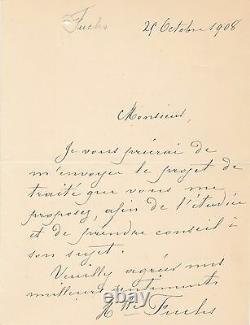 Fuchs
29 Octobre 1908
Monsieur,
Je vous prierai de
m'envoyer le projet de
traité que vous me
proposez, afin de l'étudier
et de prendre conseil à
son sujet.
Veuillez agréer mes
meilleurs sentiments
Fuchs